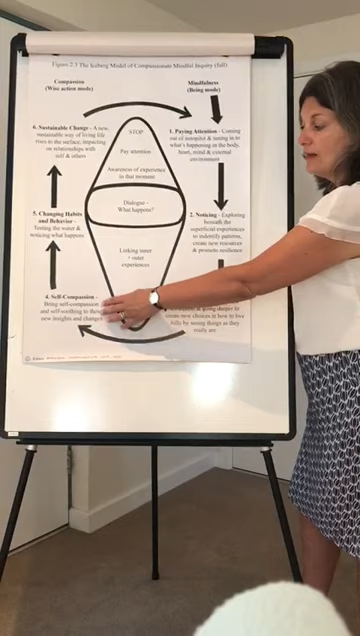 Figure 2.3 The Iceberg Model of Compassionate Mindful Inquiry (full)
Compassion
(Wise action mode)
Mindfulness
(Being mode)
6. Sustainable Change - A new,
sustainable way of living life
rises to the surface, impacting
on relationships with
self & others
STOP
Pay attention
Awareness of experience
in that moment
1. Paying Attention - Coming
out of autopilot & tuning in to
what's happening in the body,
heart, mind & external
environment
Dialogue -
What happens?
5. Changing Habits
and Behavior -
Testing the water &
noticing what happens
2. Noticing - Exploring
beneath the
superficial experiences
to indentify patterns,
create new resources
& promote resilience
Linking inner
+ outer
experiences
4. Self-Compassion -
Bring self-compassion
and self-soothing to these
new insights and changes
going deeper to
create new choices in how to live
fully by seeing things as they
really are